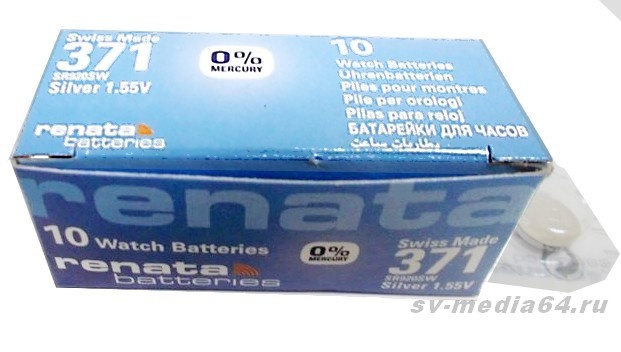 Swiss Made
371
SR920SW
Silver 1.55V
renata
batteries
0%
MERCURY
10
Watch Batteries
Uhrenbatterien
Piles pour montres
Pile per orologi
Pilas para reloj
БАТАРЕЙКИ ДЛЯ ЧАСОВ
بطاريات ساعت
renata
10 Watch Batteries
renata
batteries
0%
MERCURY
Swiss Made
371
SR920SW
Silver 1.55V
sv-media64.ru